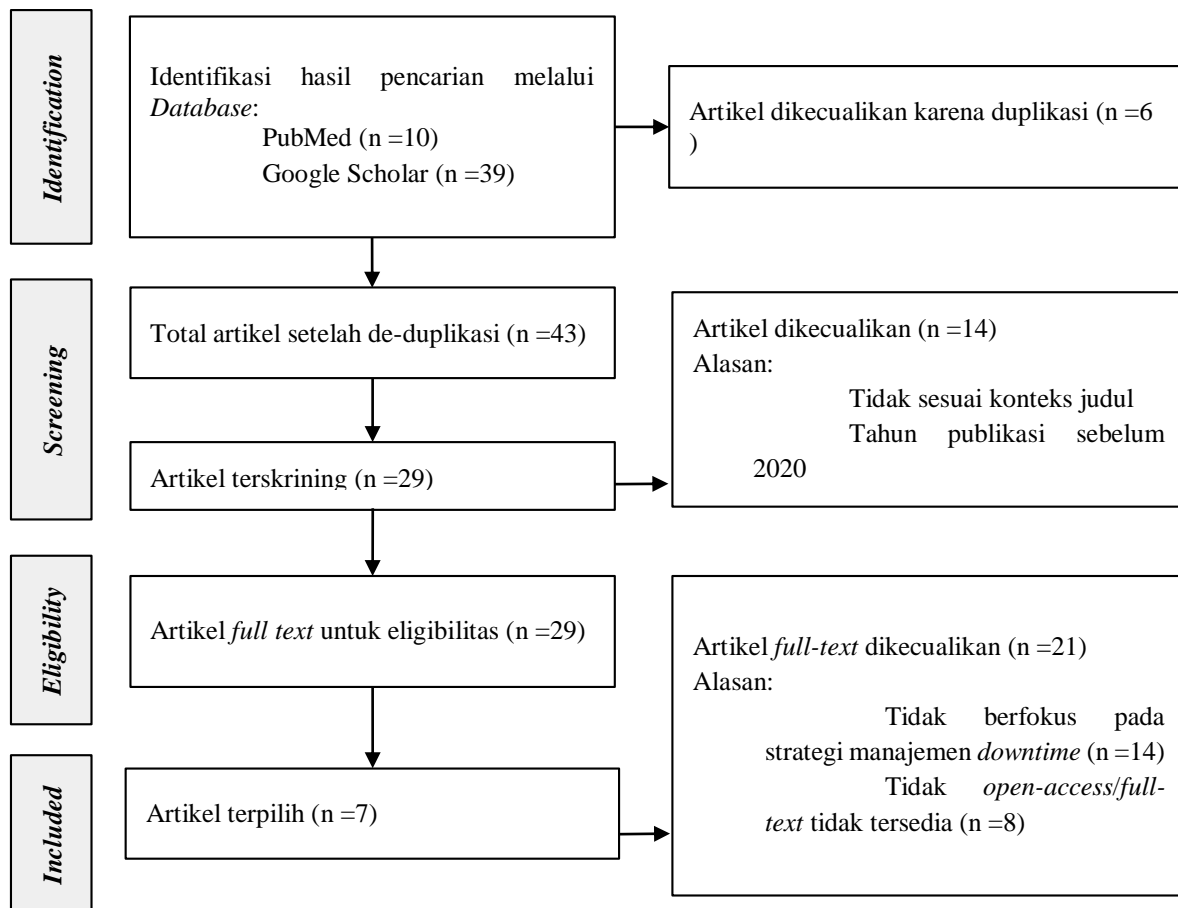 Identification
Identifikasi hasil pencarian melalui
Database:
PubMed (n =10)
Google Scholar (n =39)
Artikel dikecualikan karena duplikasi (n =6
)
Screening
Total artikel setelah de-duplikasi (n =43)
Artikel terskrining (n =29)
Artikel dikecualikan (n =14)
Alasan:
Tidak sesuai konteks judul
Tahun publikasi sebelum
2020
Eligibility
Artikel full text untuk eligibilitas (n =29)
Artikel full-text dikecualikan (n =21)
Alasan:
Tidak berfokus pada
strategi manajemen downtime (n =14)
Tidak open-access/full-
text tidak tersedia (n =8)
Included
Artikel terpilih (n =7)